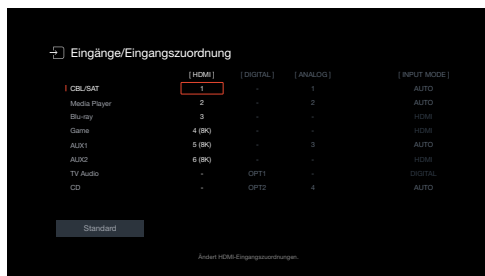 Eingänge/Eingangszuordnung
[ HDMI ] [ DIGITAL ] [ ANALOG ] [ INPUT MODE ]
CBL/SAT 1 - 1 AUTO
Media Player 2 - 2 AUTO
Blu-ray 3 - - HDMI
Game 4 (8K) - - HDMI
AUX1 5 (8K) - 3 AUTO
AUX2 6 (8K) - - HDMI
TV Audio - OPT1 - DIGITAL
CD - OPT2 4 AUTO
Standard
Ändert HDMI-Eingangszuordnungen.